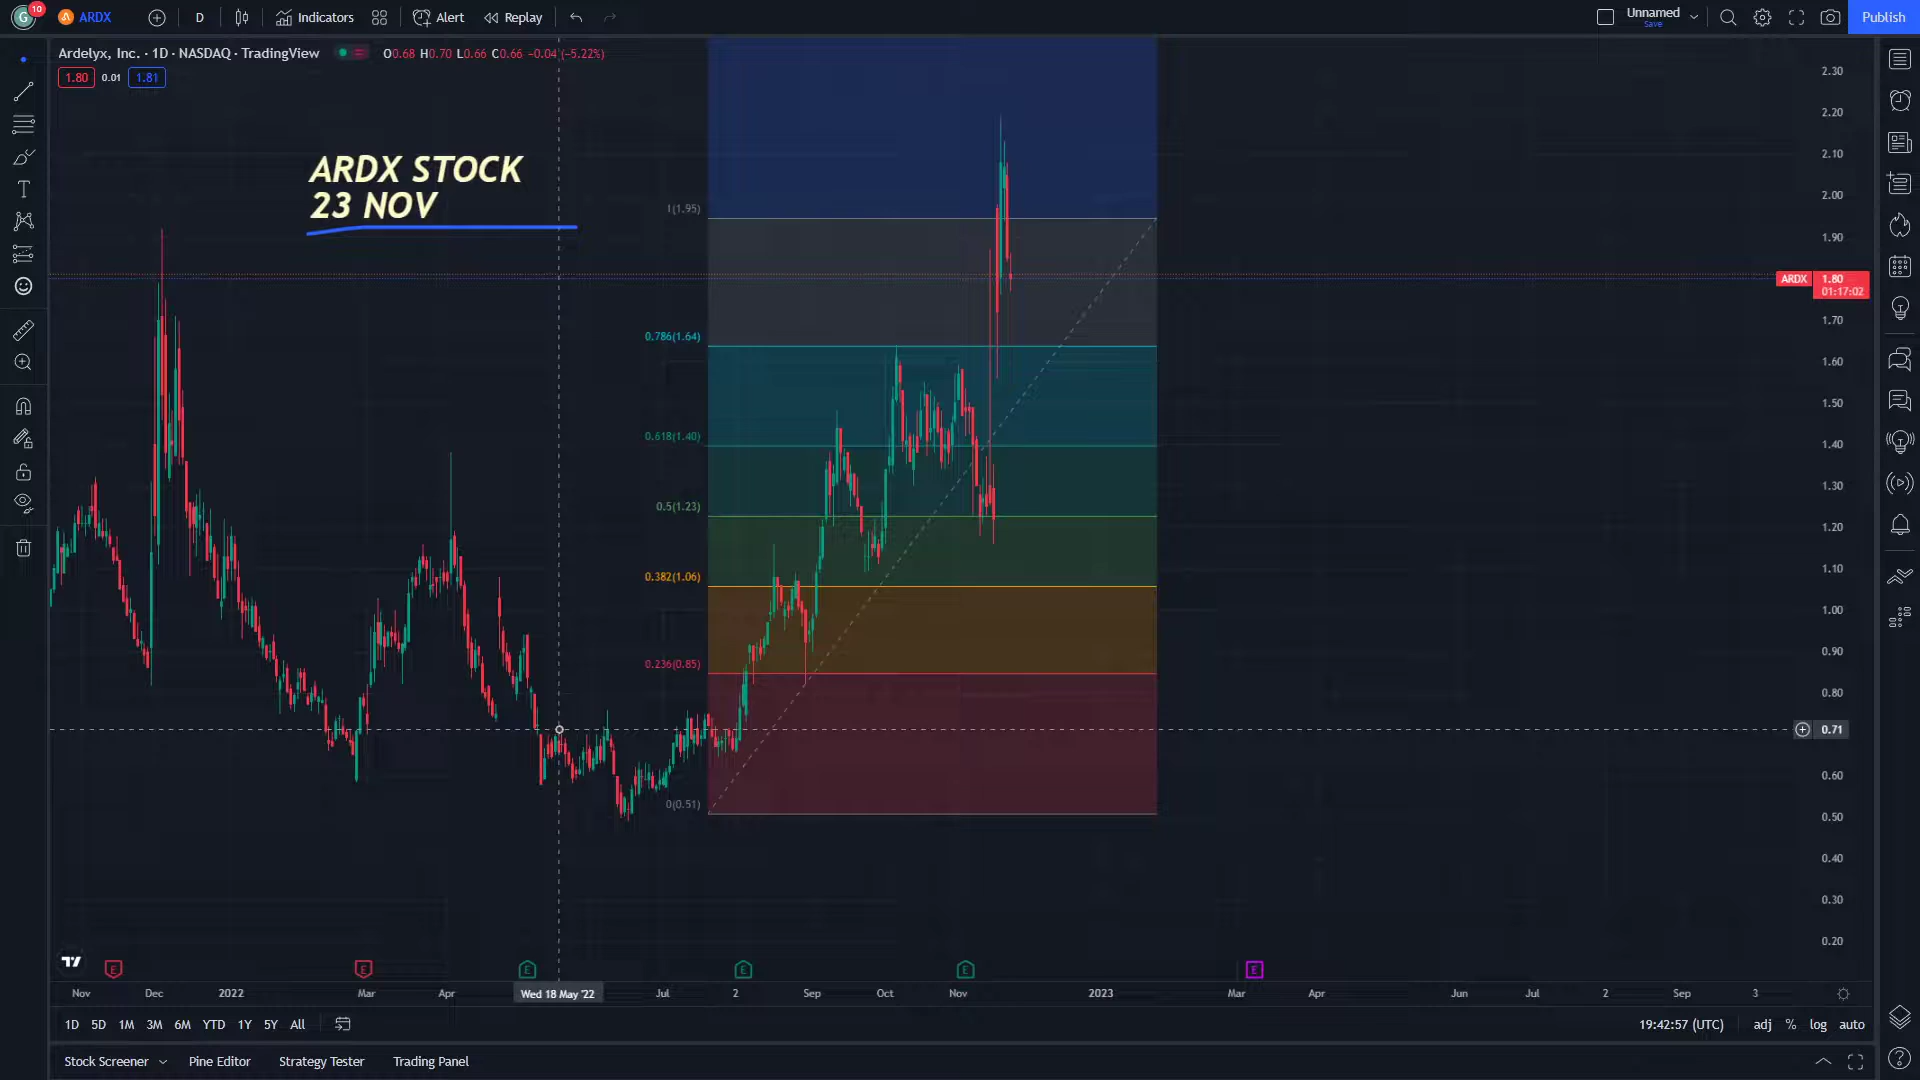 G 10 ARDX D Indicators Alert Replay Unnamed Save Publish
Ardelyx, Inc. · 1D · NASDAQ · TradingView O0.68 H0.70 L0.66 C0.66 −0.04 (−5.22%)
1.80 0.01 1.81
ARDX STOCK
23 NOV
1(1.95)
0.786(1.64)
0.618(1.40)
0.5(1.23)
0.382(1.06)
0.236(0.85)
0(0.51)
2.30
2.20
2.10
2.00
1.90
ARDX 1.80
01:17:02
1.70
1.60
1.50
1.40
1.30
1.20
1.10
1.00
0.90
0.80
0.71
0.60
0.50
0.40
0.30
0.20
E E E E E E
Nov Dec 2022 Mar Apr Wed 18 May '22 Jul 2 Sep Oct Nov 2023 Mar Apr Jun Jul 2 Sep 3
1D 5D 1M 3M 6M YTD 1Y 5Y All 19:42:57 (UTC) adj % log auto
Stock Screener Pine Editor Strategy Tester Trading Panel